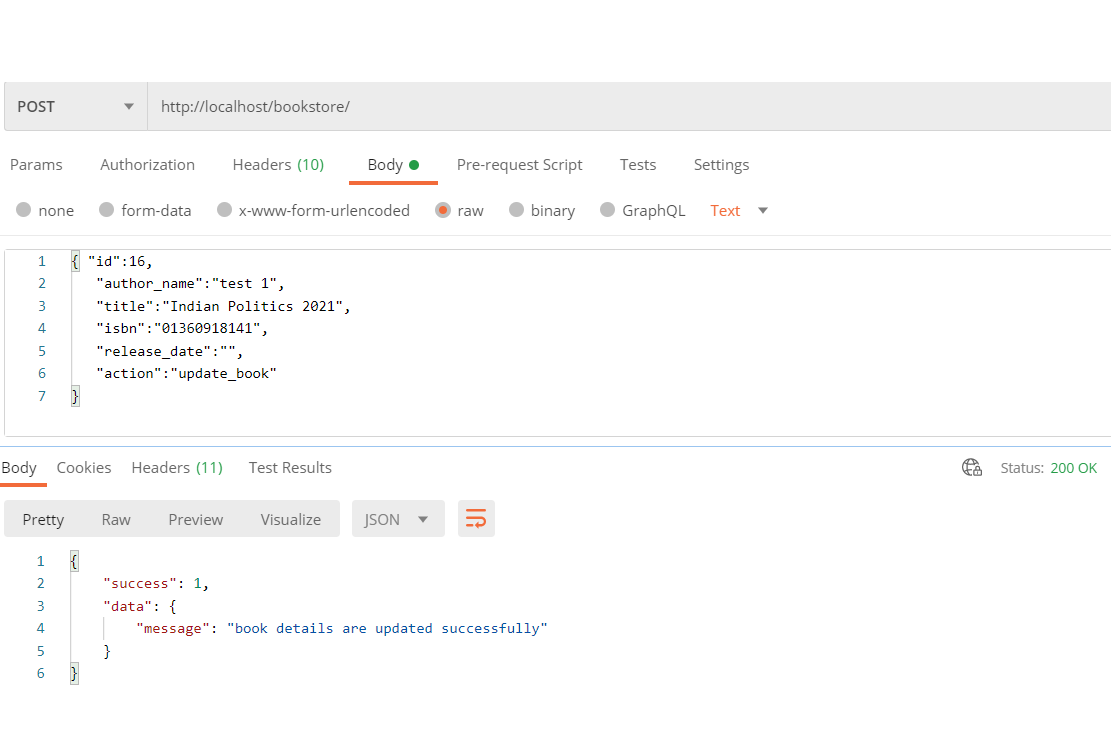 POST http://localhost/bookstore/
Params Authorization Headers (10) Body Pre-request Script Tests Settings
none form-data x-www-form-urlencoded raw binary GraphQL Text
1 { "id":16,
2 "author_name":"test 1",
3 "title":"Indian Politics 2021",
4 "isbn":"01360918141",
5 "release_date":"",
6 "action":"update_book"
7 }
Body Cookies Headers (11) Test Results Status: 200 OK
Pretty Raw Preview Visualize JSON
1 {
2 "success": 1,
3 "data": {
4 "message": "book details are updated successfully"
5 }
6 }